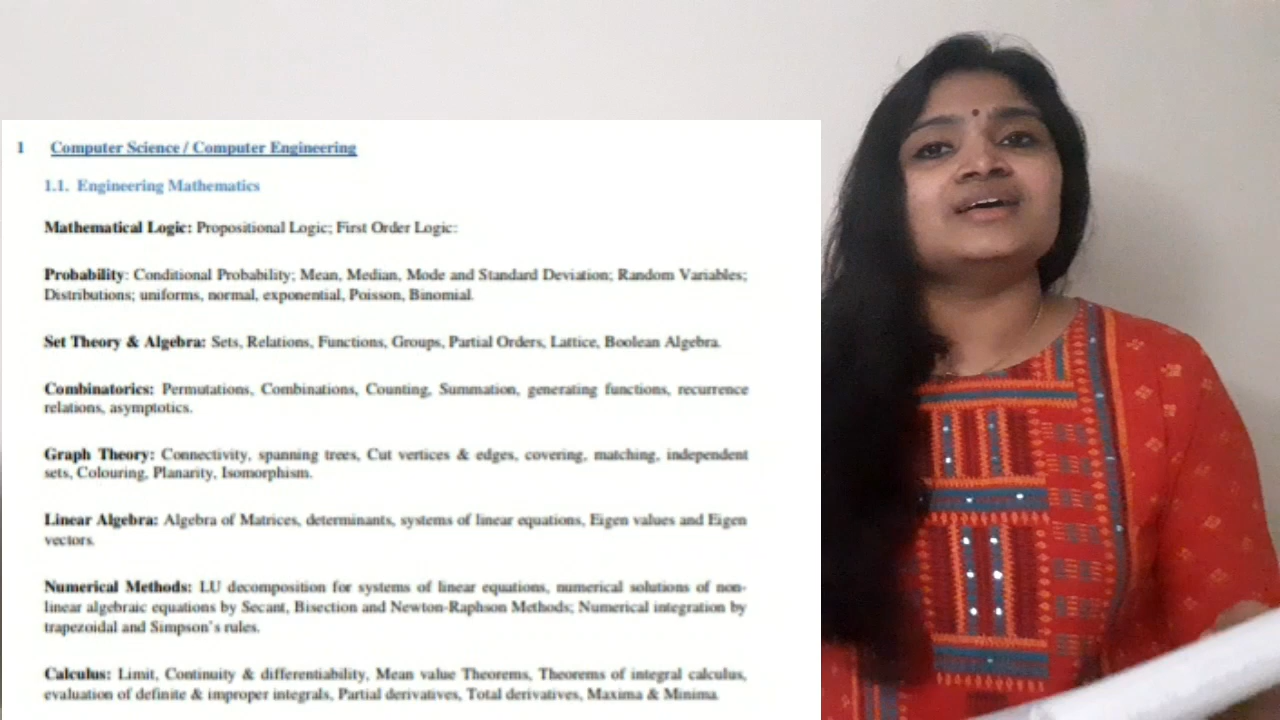 1 Computer Science / Computer Engineering
1.1. Engineering Mathematics
Mathematical Logic: Propositional Logic; First Order Logic:
Probability: Conditional Probability; Mean, Median, Mode and Standard Deviation; Random Variables;
Distributions; uniforms, normal, exponential, Poisson, Binomial.
Set Theory & Algebra: Sets, Relations, Functions, Groups, Partial Orders, Lattice, Boolean Algebra.
Combinatorics: Permutations, Combinations, Counting, Summation, generating functions, recurrence
relations, asymptotics.
Graph Theory: Connectivity, spanning trees, Cut vertices & edges, covering, matching, independent
sets, Colouring, Planarity, Isomorphism.
Linear Algebra: Algebra of Matrices, determinants, systems of linear equations, Eigen values and Eigen
vectors.
Numerical Methods: LU decomposition for systems of linear equations, numerical solutions of non-
linear algebraic equations by Secant, Bisection and Newton-Raphson Methods; Numerical integration by
trapezoidal and Simpson's rules.
Calculus: Limit, Continuity & differentiability, Mean value Theorems, Theorems of integral calculus,
evaluation of definite & improper integrals, Partial derivatives, Total derivatives, Maxima & Minima.